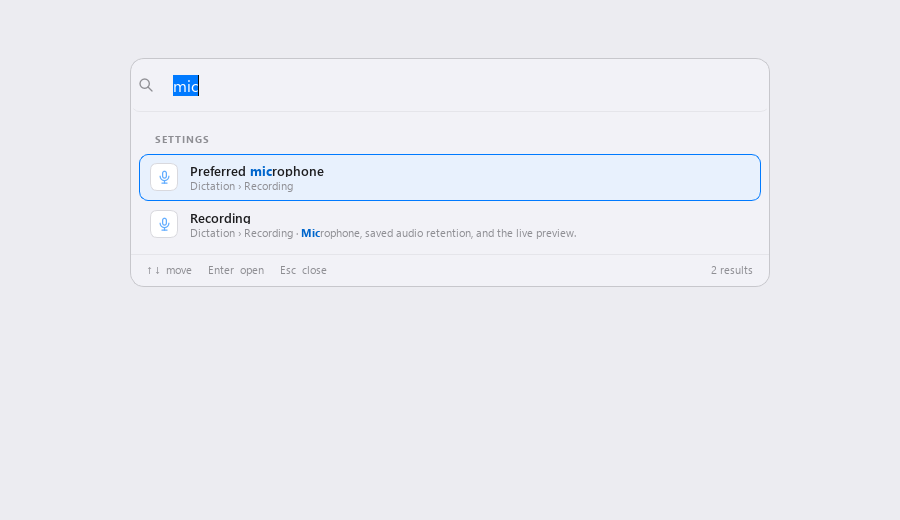 mic
SETTINGS
Preferred microphone
Dictation › Recording
Recording
Dictation › Recording · Microphone, saved audio retention, and the live preview.
↑↓ move Enter open Esc close 2 results